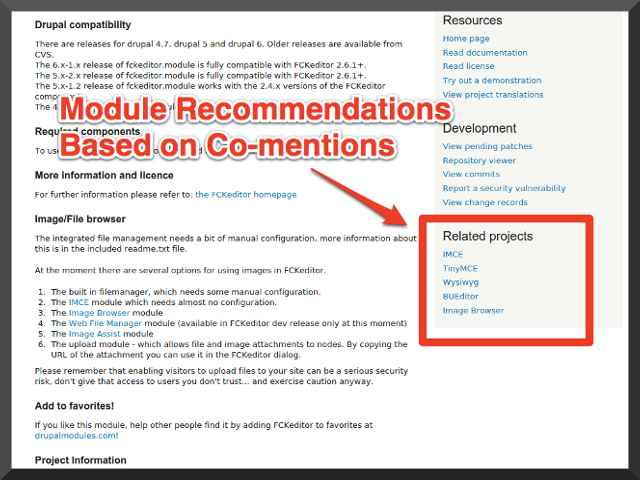 Drupal compatibility
There are releases for drupal 4.7, drupal 5 and drupal 6. Older releases are available from
CVS.
The 6.x-1.x release of fckeditor.module is fully compatible with FCKeditor 2.6.1+.
The 5.x-2.x release of fckeditor.module is fully compatible with FCKeditor 2.6.1+.
The 5.x-1.2 release of fckeditor.module works with the 2.4.x versions of the FCKeditor
The 4
Module Recommendations
Based on Co-mentions
Required components
To use
More information and licence
For further information please refer to: the FCKeditor homepage
Image/File browser
The integrated file management needs a bit of manual configuration. more information about
this is in the included readme.txt file.
At the moment there are several options for using images in FCKeditor.
1. The built in filemanager, which needs some manual configuration.
2. The IMCE module which needs almost no configuration.
3. The Image Browser module
4. The Web File Manager module (available in FCKeditor dev release only at this moment)
5. The Image Assist module
6. The upload module - which allows file and image attachments to nodes. By copying the
URL of the attachment you can use it in the FCKeditor dialog.
Please remember that enabling visitors to upload files to your site can be a serious security
risk, don't give that access to users you don't trust... and exercise caution anyway.
Add to favorites!
If you like this module, help other people find it by adding FCKeditor to favorites at
drupalmodules.com!
Project Information
Resources
Home page
Read documentation
Read license
Try out a demonstration
View project translations
Development
View pending patches
Repository viewer
View commits
Report a security vulnerability
View change records
Related projects
IMCE
TinyMCE
Wysiwyg
BUEditor
Image Browser